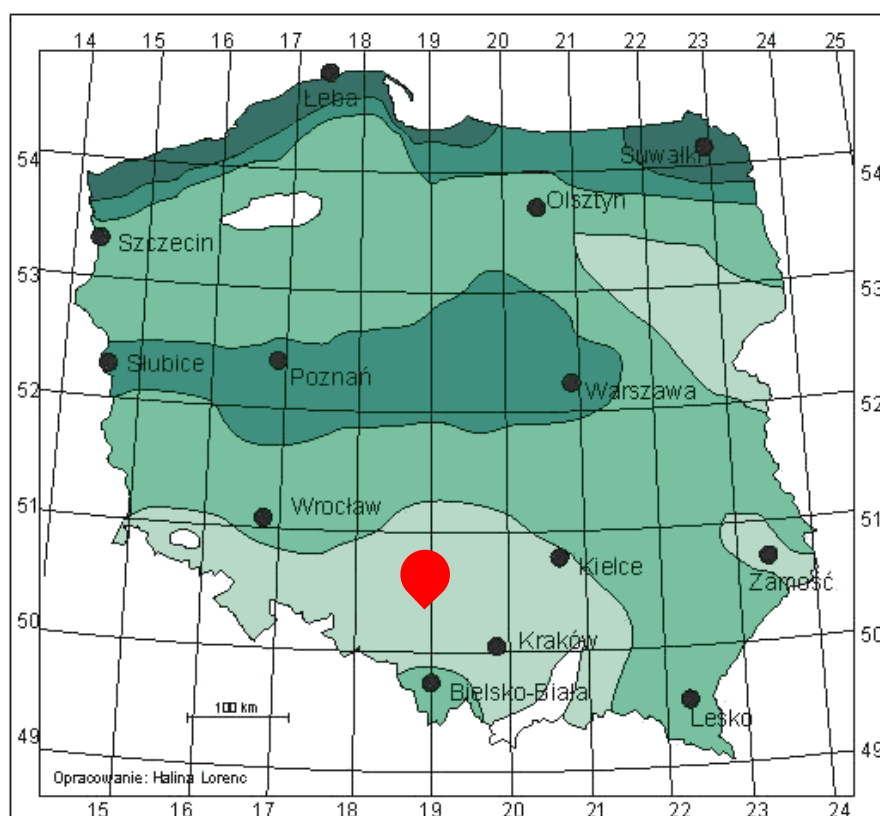 14 15 16 17 18 19 20 21 22 23 24 25
Łeba
54
Suwałki
54
Olsztyn
Szczecin
53
53
Słubice
Poznań
Warszawa
52
52
Wrocław
51
51
Kielce
Zamość
50
Kraków
50
Bielsko-Biała
100 km
Lesko
49
49
Opracowanie: Halina Lorenc
15 16 17 18 19 20 21 22 23 24